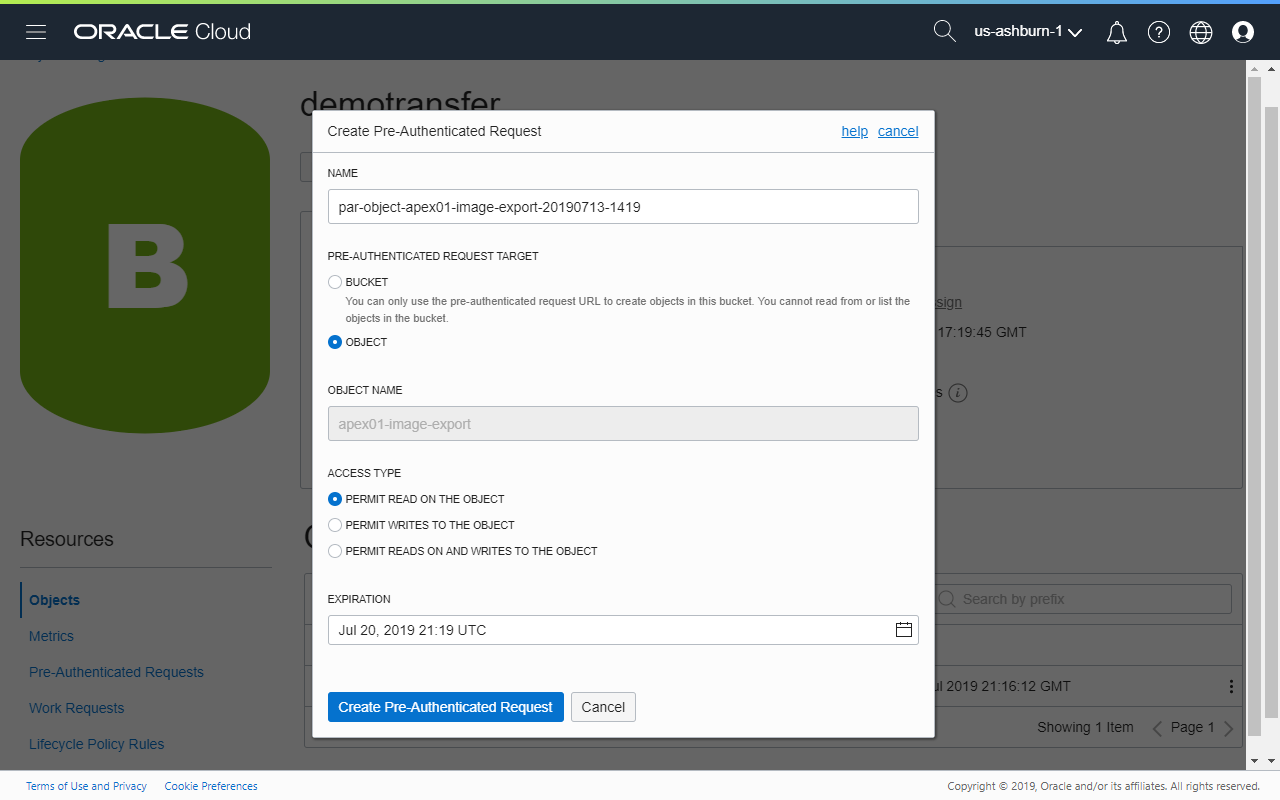 ORACLE Cloud
us-ashburn-1
demotransfer
B
Create Pre-Authenticated Request
help cancel
NAME
par-object-apex01-image-export-20190713-1419
PRE-AUTHENTICATED REQUEST TARGET
BUCKET
You can only use the pre-authenticated request URL to create objects in this bucket. You cannot read from or list the
objects in the bucket.
OBJECT
OBJECT NAME
apex01-image-export
ACCESS TYPE
PERMIT READ ON THE OBJECT
PERMIT WRITES TO THE OBJECT
PERMIT READS ON AND WRITES TO THE OBJECT
EXPIRATION
Jul 20, 2019 21:19 UTC
Create Pre-Authenticated Request
Cancel
17:19:45 GMT
Resources
Objects
Metrics
Pre-Authenticated Requests
Work Requests
Lifecycle Policy Rules
Search by prefix
2019 21:16:12 GMT
Showing 1 Item
Page 1
Terms of Use and Privacy
Cookie Preferences
Copyright © 2019, Oracle and/or its affiliates. All rights reserved.